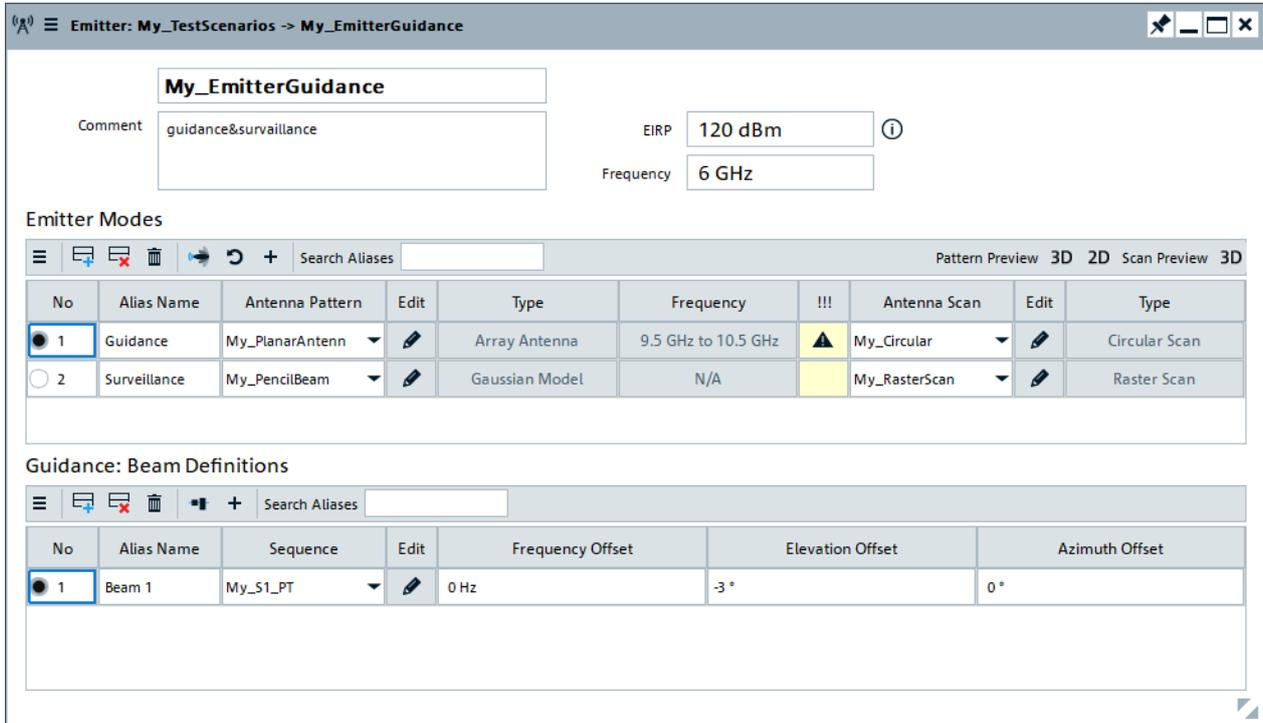 Emitter: My_TestScenarios -> My_EmitterGuidance
My_EmitterGuidance
Comment guidance&survaillance
EIRP 120 dBm
Frequency 6 GHz
Emitter Modes
Search Aliases Pattern Preview 3D 2D Scan Preview 3D
No Alias Name Antenna Pattern Edit Type Frequency !!! Antenna Scan Edit Type
1 Guidance My_PlanarAntenn Array Antenna 9.5 GHz to 10.5 GHz My_Circular Circular Scan
2 Surveillance My_PencilBeam Gaussian Model N/A My_RasterScan Raster Scan
Guidance: Beam Definitions
Search Aliases
No Alias Name Sequence Edit Frequency Offset Elevation Offset Azimuth Offset
1 Beam 1 My_S1_PT 0 Hz -3 ° 0 °